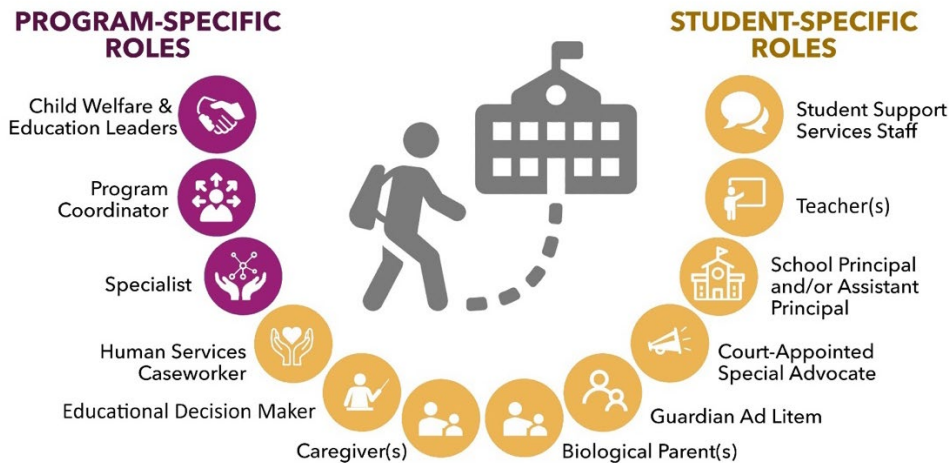 PROGRAM-SPECIFIC
ROLES
Child Welfare &
Education Leaders
Program
Coordinator
Specialist
Human Services
Caseworker
Educational Decision Maker
Caregiver(s)
STUDENT-SPECIFIC
ROLES
Student Support
Services Staff
Teacher(s)
School Principal
and/or Assistant
Principal
Court-Appointed
Special Advocate
Guardian Ad Litem
Biological Parent(s)